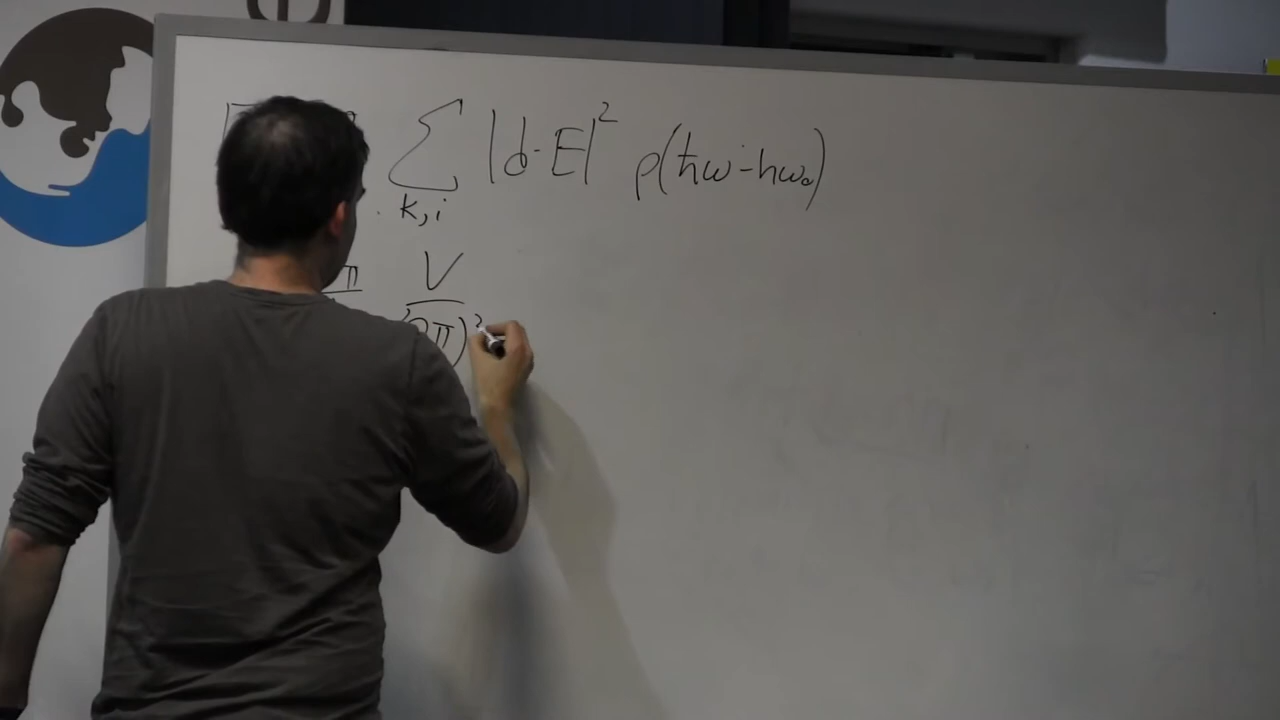 ∑ k,i |d·E|² ρ(ħω-ħω₀)
π V/(2π)³